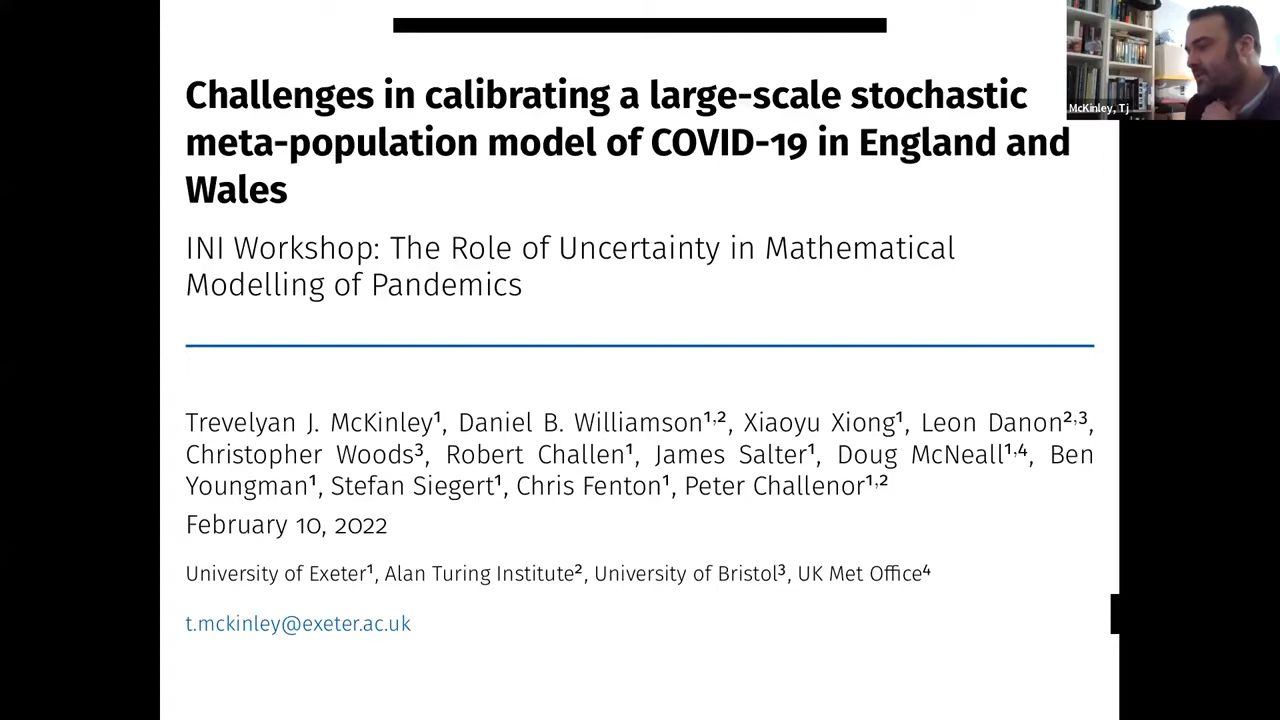 Challenges in calibrating a large-scale stochastic
meta-population model of COVID-19 in England and
Wales
McKinley, Tj
INI Workshop: The Role of Uncertainty in Mathematical
Modelling of Pandemics
Trevelyan J. McKinley¹, Daniel B. Williamson¹,², Xiaoyu Xiong¹, Leon Danon²,³,
Christopher Woods³, Robert Challen¹, James Salter¹, Doug McNeall¹,⁴, Ben
Youngman¹, Stefan Siegert¹, Chris Fenton¹, Peter Challenor¹,²
February 10, 2022
University of Exeter¹, Alan Turing Institute², University of Bristol³, UK Met Office⁴
t.mckinley@exeter.ac.uk